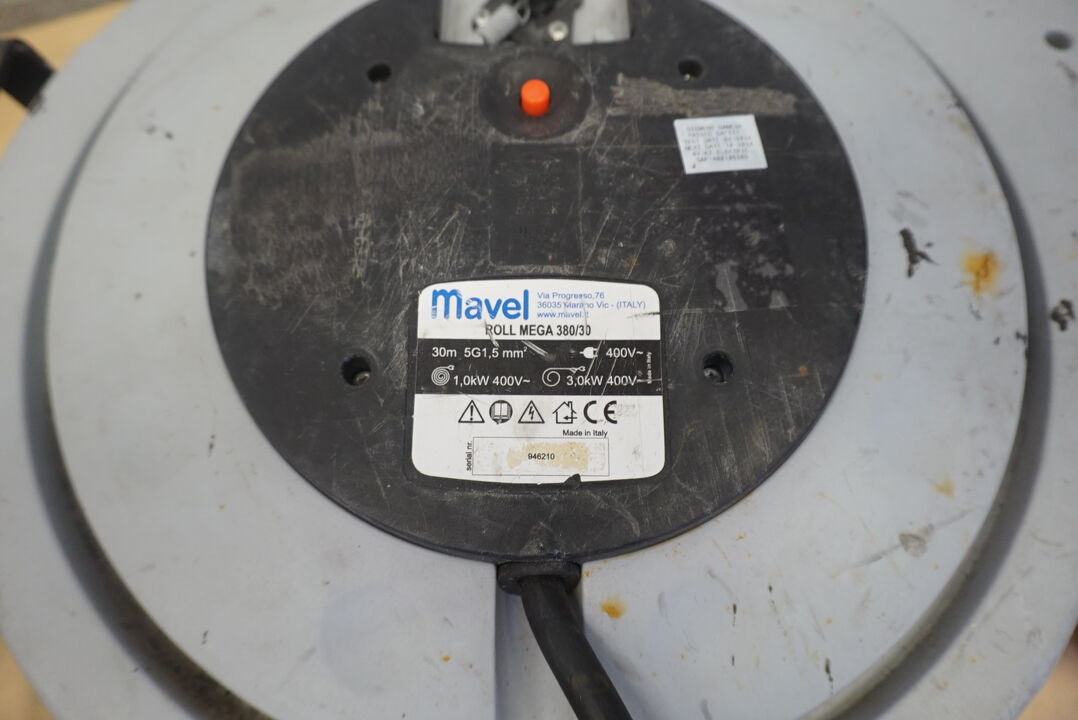 mavel
Via Progresso,76
36035 Marano Vic - (ITALY)
www.mavel.it
ROLL MEGA 380/30
30m 5G1,5 mm²
400V~
1,0kW 400V~
3,0kW 400V~
Made in Italy
CE
Made in Italy
serial nr.
946210